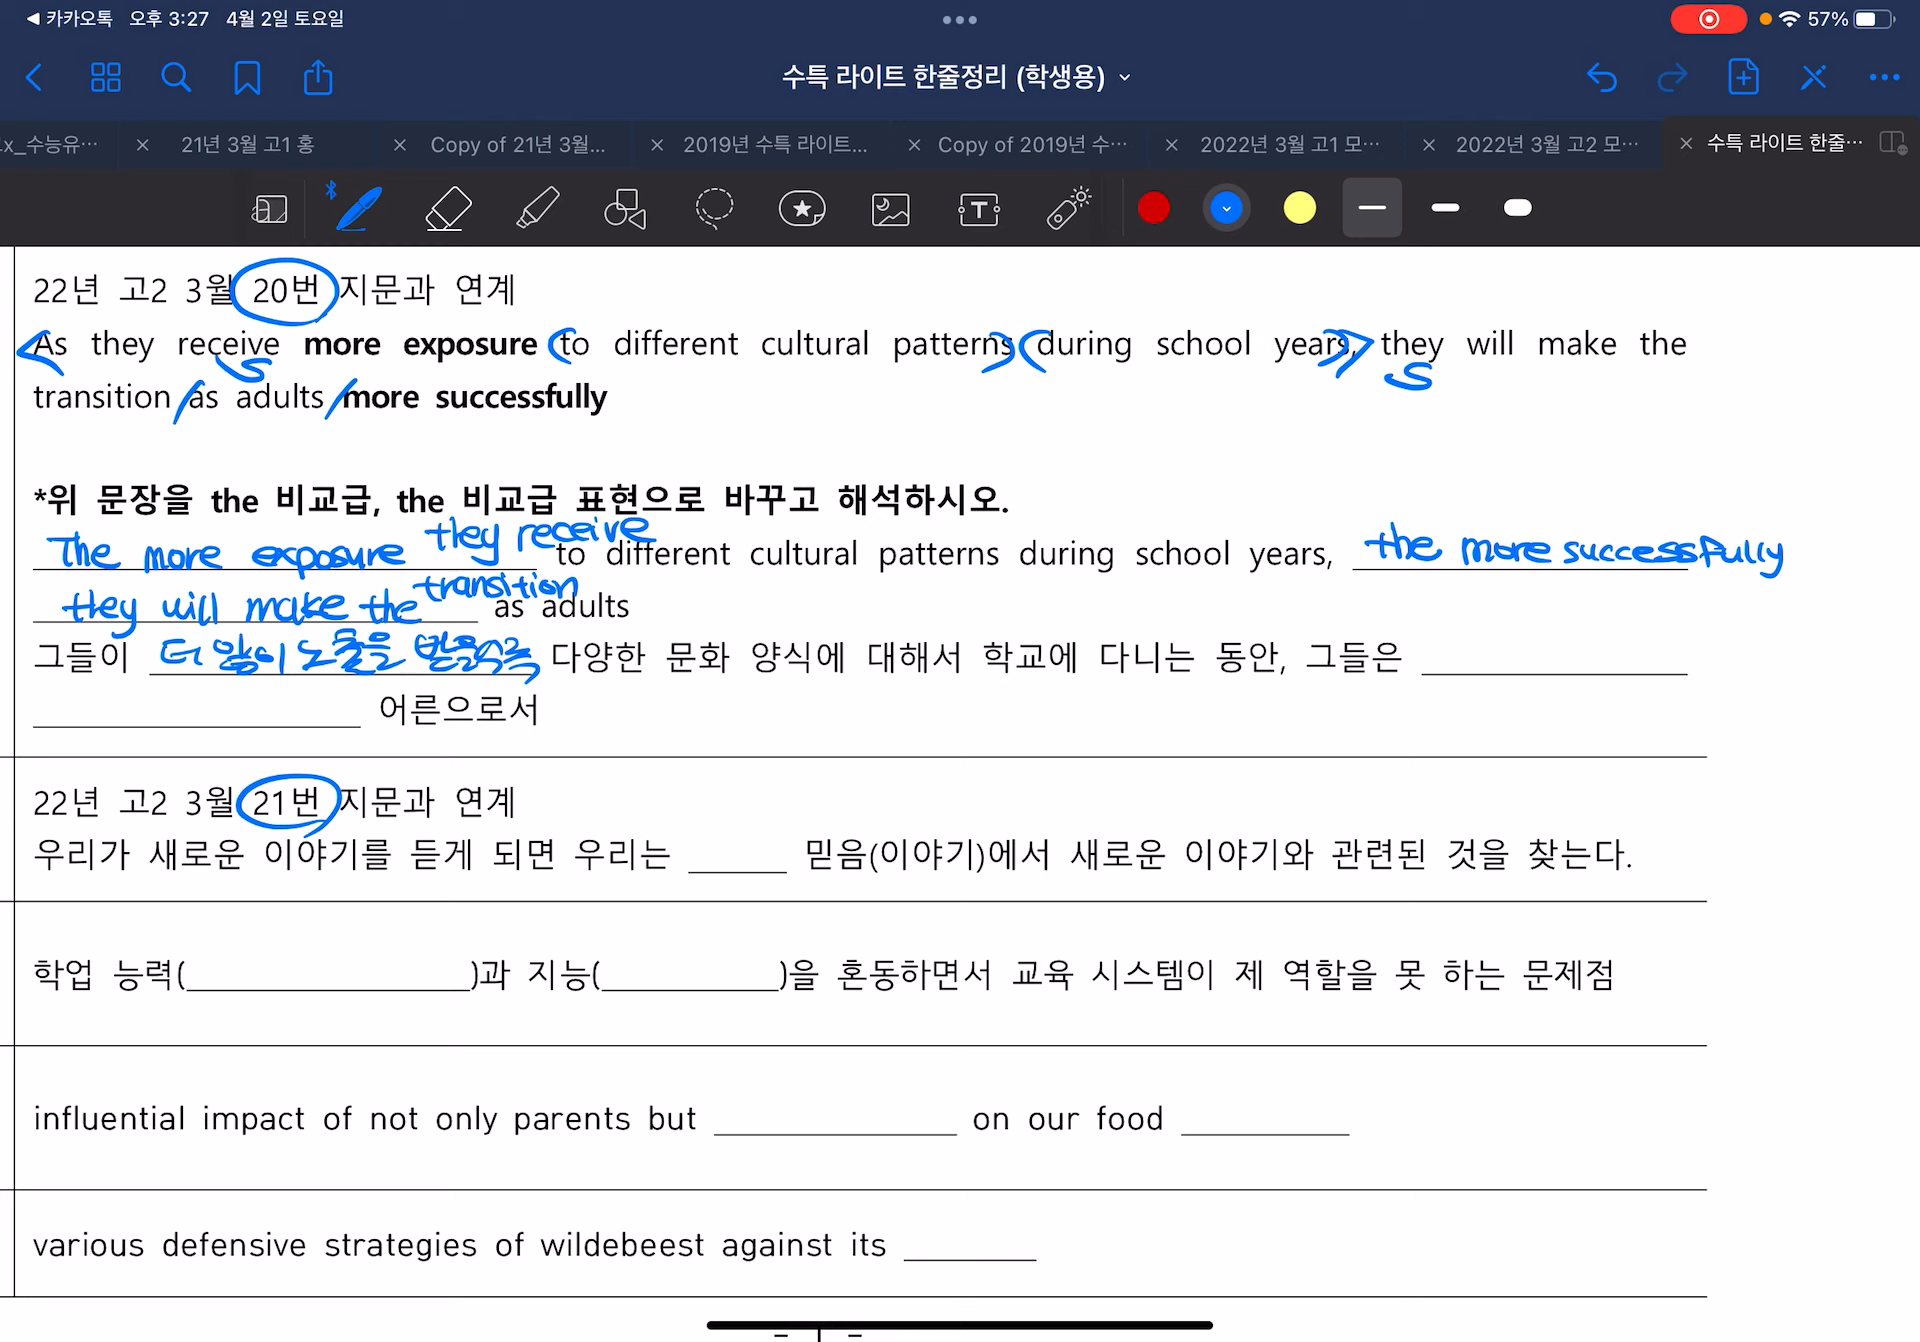 ◀ 카카오톡 오후 3:27 4월 2일 토요일 57%
수특 라이트 한줄정리 (학생용)
.x_수능유··· 21년 3월 고1 홍 Copy of 21년 3월... 2019년 수특 라이트... Copy of 2019년 수··· 2022년 3월 고1 모··· 2022년 3월 고2 모··· 수특 라이트 한줄···
22년 고2 3월 20번 지문과 연계
As they receive more exposure to different cultural patterns during school years, they will make the
S S
transition as adults more successfully
*위 문장을 the 비교급, the 비교급 표현으로 바꾸고 해석하시오.
The more exposure they receive to different cultural patterns during school years, the more successfully
they will make the transition as adults
그들이 더 많이 노출을 받을수록 다양한 문화 양식에 대해서 학교에 다니는 동안, 그들은 ____
____ 어른으로서
22년 고2 3월 21번 지문과 연계
우리가 새로운 이야기를 듣게 되면 우리는 ____ 믿음(이야기)에서 새로운 이야기와 관련된 것을 찾는다.
학업 능력(____)과 지능(____)을 혼동하면서 교육 시스템이 제 역할을 못 하는 문제점
influential impact of not only parents but ____ on our food ____
various defensive strategies of wildebeest against its ____